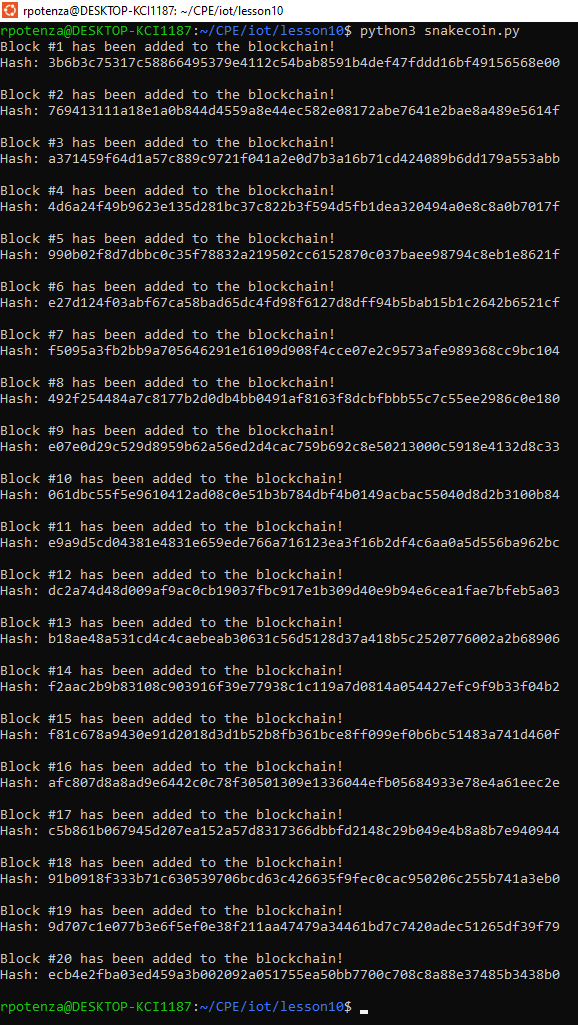 rpotenza@DESKTOP-KCI1187: ~/CPE/iot/lesson10
rpotenza@DESKTOP-KCI1187:~/CPE/iot/lesson10$ python3 snakecoin.py
Block #1 has been added to the blockchain!
Hash: 3b6b3c75317c58866495379e4112c54bab8591b4def47fddd16bf49156568e00
Block #2 has been added to the blockchain!
Hash: 769413111a18e1a0b844d4559a8e44ec582e08172abe7641e2bae8a489e5614f
Block #3 has been added to the blockchain!
Hash: a371459f64d1a57c889c9721f041a2e0d7b3a16b71cd424089b6dd179a553abb
Block #4 has been added to the blockchain!
Hash: 4d6a24f49b9623e135d281bc37c822b3f594d5fb1dea320494a0e8c8a0b7017f
Block #5 has been added to the blockchain!
Hash: 990b02f8d7dbbc0c35f78832a219502cc6152870c037baee98794c8eb1e8621f
Block #6 has been added to the blockchain!
Hash: e27d124f03abf67ca58bad65dc4fd98f6127d8dff94b5bab15b1c2642b6521cf
Block #7 has been added to the blockchain!
Hash: f5095a3fb2bb9a705646291e16109d908f4cce07e2c9573afe989368cc9bc104
Block #8 has been added to the blockchain!
Hash: 492f254484a7c8177b2d0db4bb0491af8163f8dcbfbbb55c7c55ee2986c0e180
Block #9 has been added to the blockchain!
Hash: e07e0d29c529d8959b62a56ed2d4cac759b692c8e50213000c5918e4132d8c33
Block #10 has been added to the blockchain!
Hash: 061dbc55f5e9610412ad08c0e51b3b784dbf4b0149acbac55040d8d2b3100b84
Block #11 has been added to the blockchain!
Hash: e9a9d5cd04381e4831e659ede766a716123ea3f16b2df4c6aa0a5d556ba962bc
Block #12 has been added to the blockchain!
Hash: dc2a74d48d009af9ac0cb19037fbc917e1b309d40e9b94e6cea1fae7bfeb5a03
Block #13 has been added to the blockchain!
Hash: b18ae48a531cd4c4caebeab30631c56d5128d37a418b5c2520776002a2b68906
Block #14 has been added to the blockchain!
Hash: f2aac2b9b83108c903916f39e77938c1c119a7d0814a054427efc9f9b33f04b2
Block #15 has been added to the blockchain!
Hash: f81c678a9430e91d2018d3d1b52b8fb361bce8ff099ef0b6bc51483a741d460f
Block #16 has been added to the blockchain!
Hash: afc807d8a8ad9e6442c0c78f30501309e1336044efb05684933e78e4a61eec2e
Block #17 has been added to the blockchain!
Hash: c5b861b067945d207ea152a57d8317366dbbfd2148c29b049e4b8a8b7e940944
Block #18 has been added to the blockchain!
Hash: 91b0918f333b71c630539706bcd63c426635f9fec0cac950206c255b741a3eb0
Block #19 has been added to the blockchain!
Hash: 9d707c1e077b3e6f5ef0e38f211aa47479a34461bd7c7420adec51265df39f79
Block #20 has been added to the blockchain!
Hash: ecb4e2fba03ed459a3b002092a051755ea50bb7700c708c8a88e37485b3438b0
rpotenza@DESKTOP-KCI1187:~/CPE/iot/lesson10$